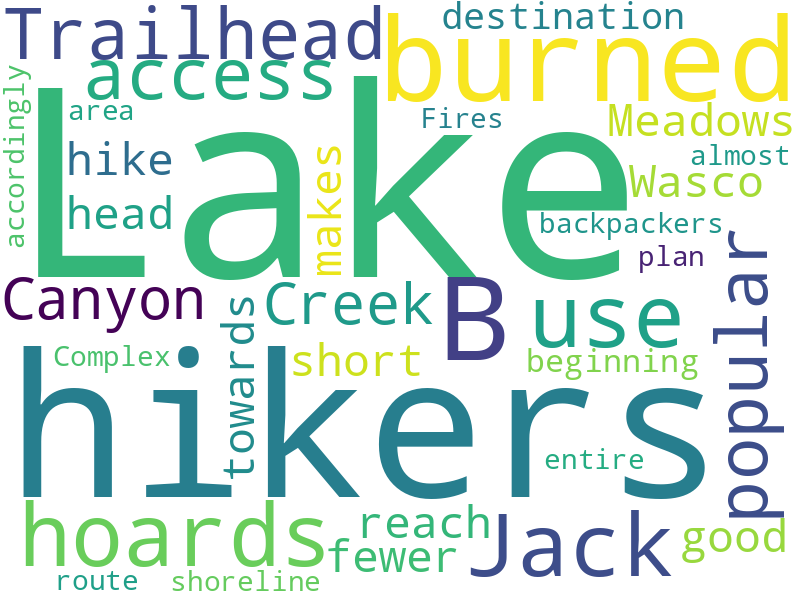 Trailhead
destination
burned
access
accordingly
area
Lake
Fires
Meadows
hike
makes
almost
Wasco
head
backpackers
plan
popular
Canyon
towards
Creek
B
use
Complex
short
beginning
hikers
entire
hoards
reach
fewer
Jack
good
route
shoreline